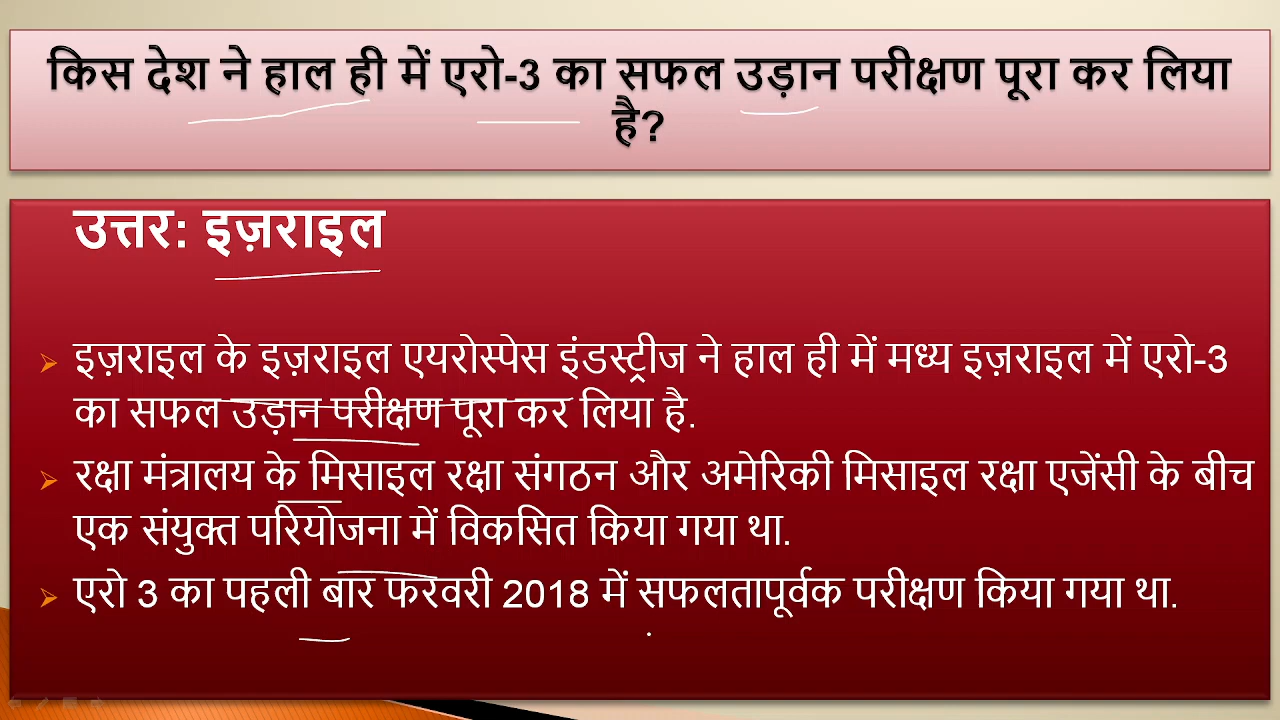 किस देश ने हाल ही में एरो-3 का सफल उड़ान परीक्षण पूरा कर लिया
है?
उत्तर: इज़राइल
इज़राइल के इज़राइल एयरोस्पेस इंडस्ट्रीज ने हाल ही में मध्य इज़राइल में एरो-3
का सफल उड़ान परीक्षण पूरा कर लिया है.
रक्षा मंत्रालय के मिसाइल रक्षा संगठन और अमेरिकी मिसाइल रक्षा एजेंसी के बीच
एक संयुक्त परियोजना में विकसित किया गया था.
एरो 3 का पहली बार फरवरी 2018 में सफलतापूर्वक परीक्षण किया गया था.